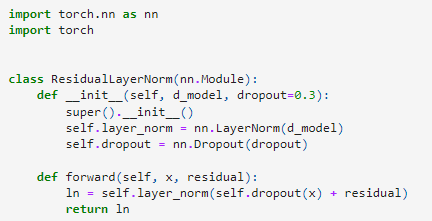 import torch.nn as nn
import torch

class ResidualLayerNorm(nn.Module):
    def __init__(self, d_model, dropout=0.3):
        super().__init__()
        self.layer_norm = nn.LayerNorm(d_model)
        self.dropout = nn.Dropout(dropout)

    def forward(self, x, residual):
        ln = self.layer_norm(self.dropout(x) + residual)
        return ln